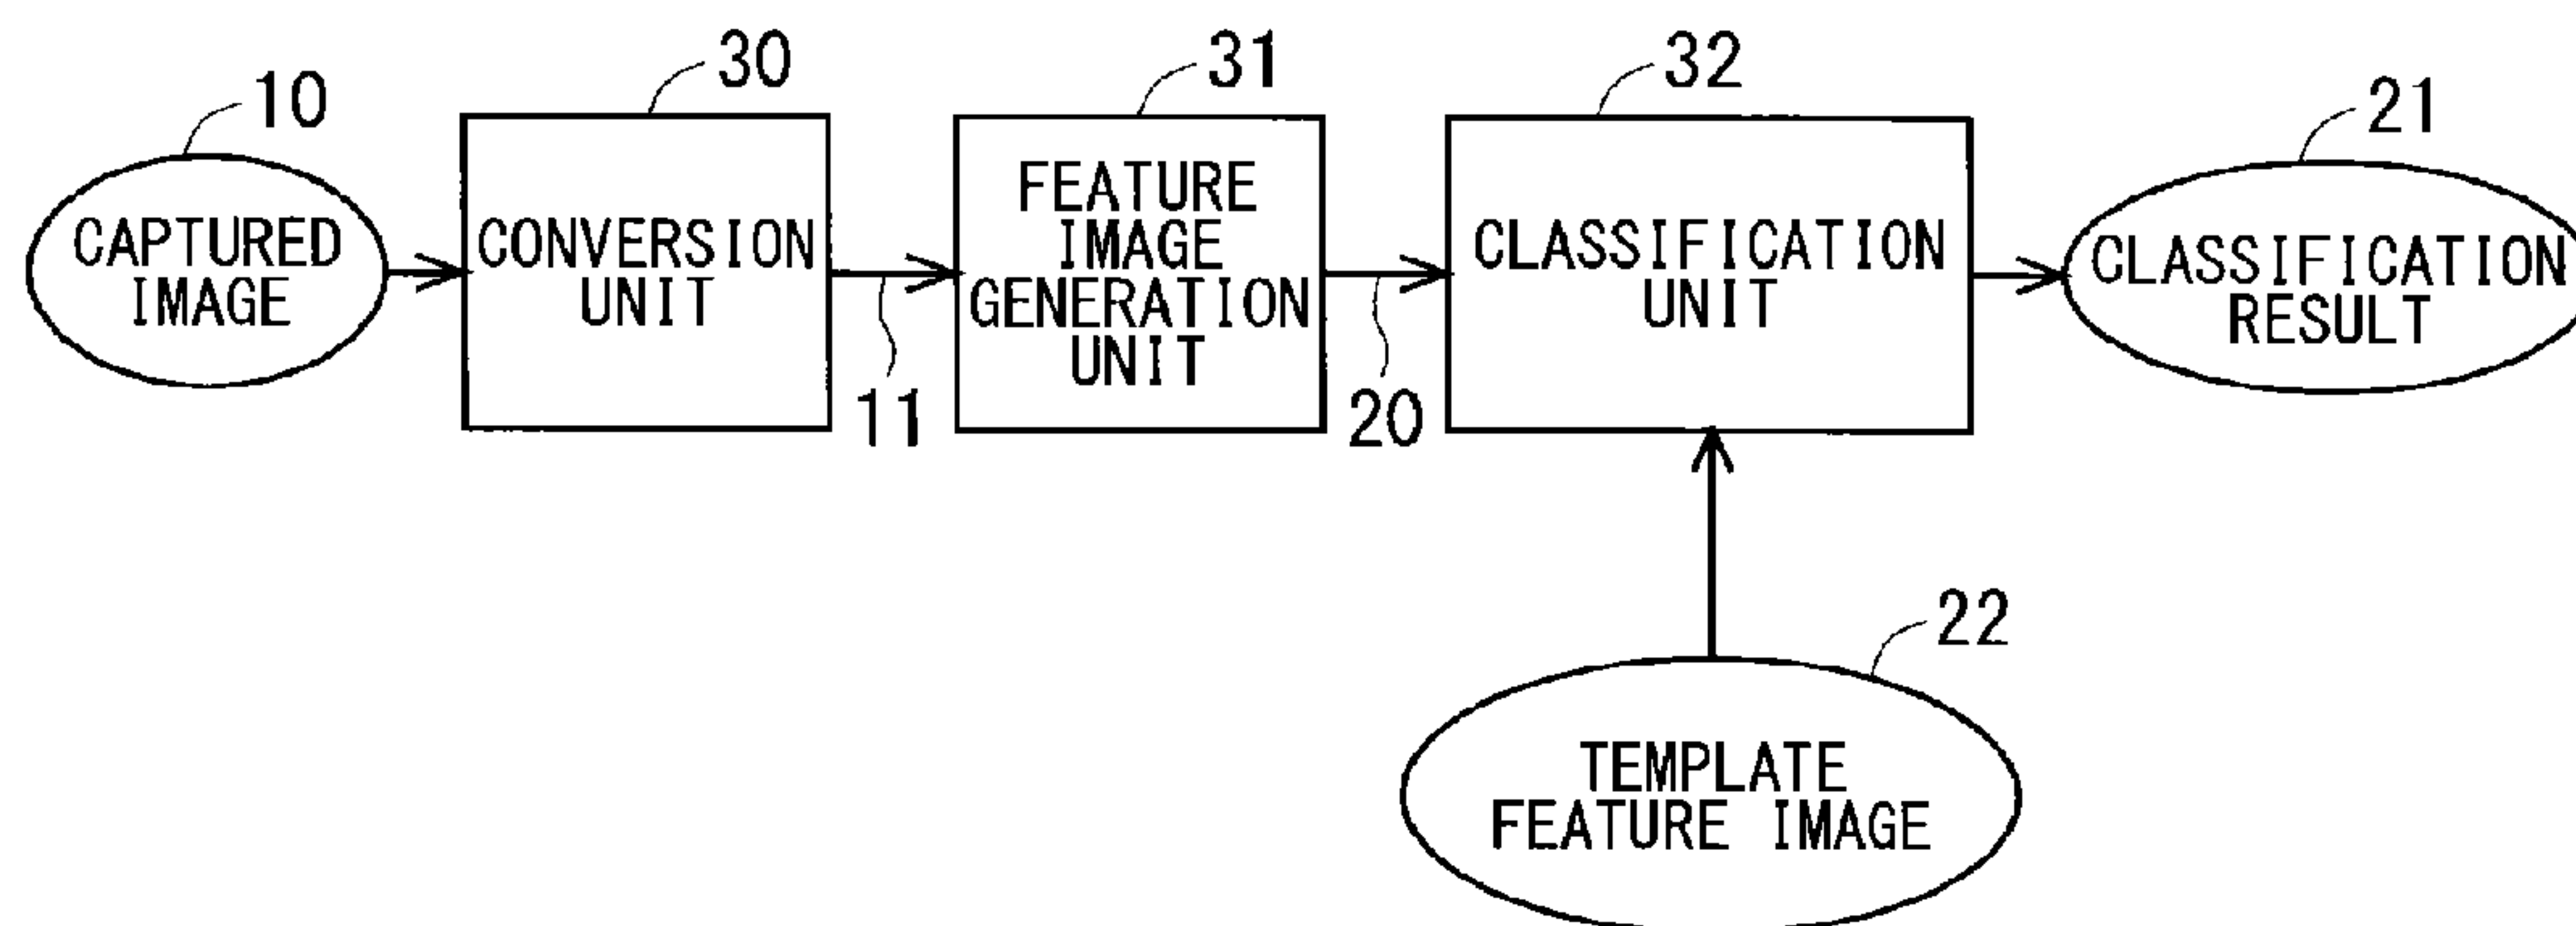 10
CAPTURED
IMAGE
30
CONVERSION
UNIT
11
31
FEATURE
IMAGE
GENERATION
UNIT
20
32
CLASSIFICATION
UNIT
21
CLASSIFICATION
RESULT
22
TEMPLATE
FEATURE IMAGE